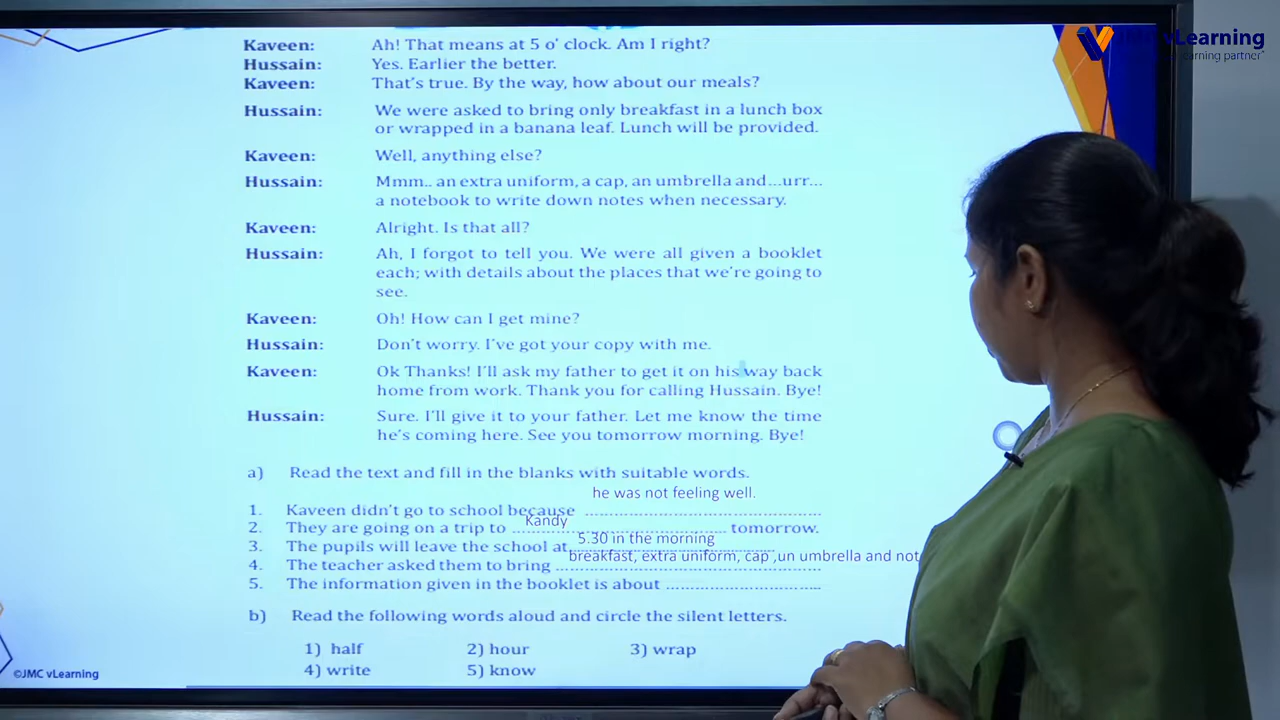 JMC vLearning
learning partner
Kaveen: Ah! That means at 5 o' clock. Am I right?
Hussain: Yes. Earlier the better.
Kaveen: That's true. By the way, how about our meals?
Hussain: We were asked to bring only breakfast in a lunch box
or wrapped in a banana leaf. Lunch will be provided.
Kaveen: Well, anything else?
Hussain: Mmm.. an extra uniform, a cap, an umbrella and...urr...
a notebook to write down notes when necessary.
Kaveen: Alright. Is that all?
Hussain: Ah, I forgot to tell you. We were all given a booklet
each; with details about the places that we're going to
see.
Kaveen: Oh! How can I get mine?
Hussain: Don't worry. I've got your copy with me.
Kaveen: Ok Thanks! I'll ask my father to get it on his way back
home from work. Thank you for calling Hussain. Bye!
Hussain: Sure. I'll give it to your father. Let me know the time
he's coming here. See you tomorrow morning. Bye!
a) Read the text and fill in the blanks with suitable words.
he was not feeling well.
1. Kaveen didn't go to school because ................................................
Kandy
2. They are going on a trip to ........................................... tomorrow.
5.30 in the morning
3. The pupils will leave the school at..........................................
breakfast, extra uniform, cap ,un umbrella and not
4. The teacher asked them to bring .....................................................
5. The information given in the booklet is about ...............................
b) Read the following words aloud and circle the silent letters.
1) half 2) hour 3) wrap
4) write 5) know
©JMC vLearning